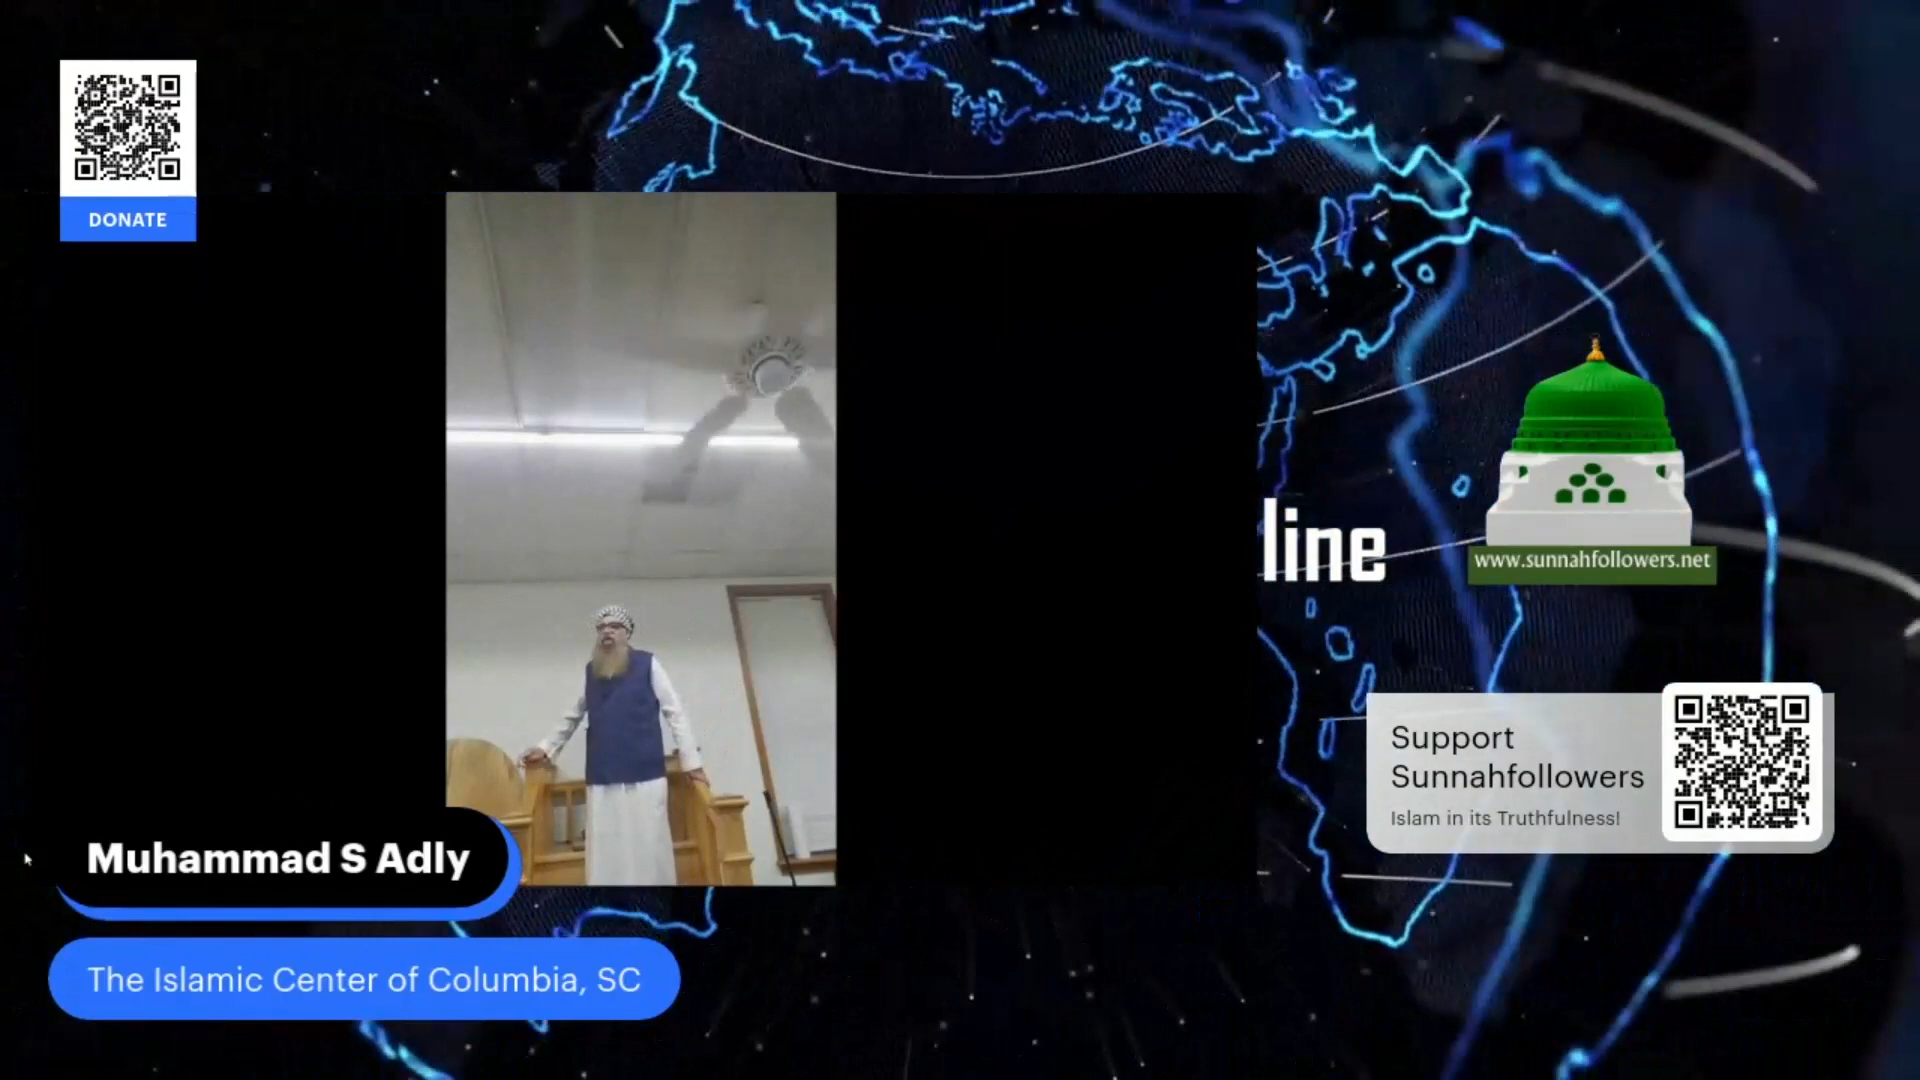 DONATE
line
www.sunnahfollowers.net
Support
Sunnahfollowers
Islam in its Truthfulness!
Muhammad S Adly
The Islamic Center of Columbia, SC